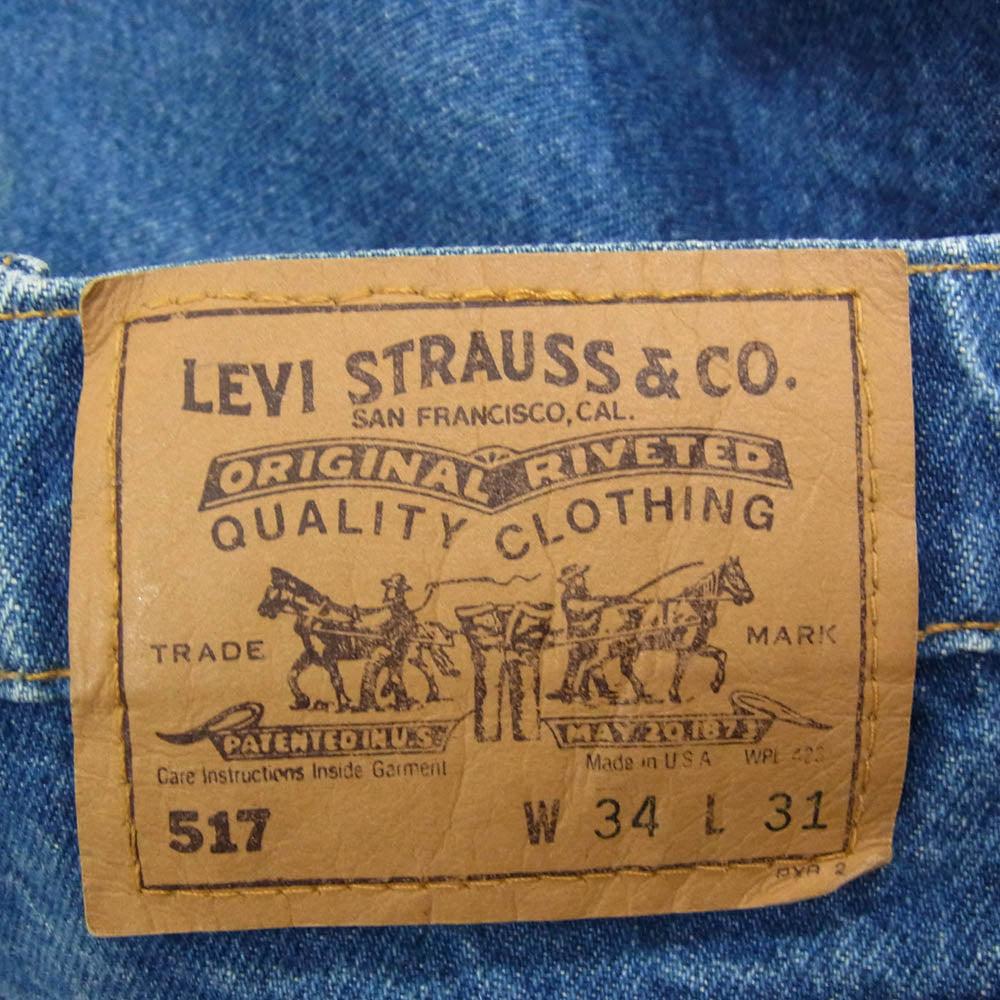 LEVI STRAUSS & CO.
SAN FRANCISCO, CAL.
ORIGINAL RIVETED
QUALITY CLOTHING
TRADE MARK
PATENTED IN U.S. MAY 20 1873
Care Instructions Inside Garment Made in U S A WPL
517 W 34 L 31